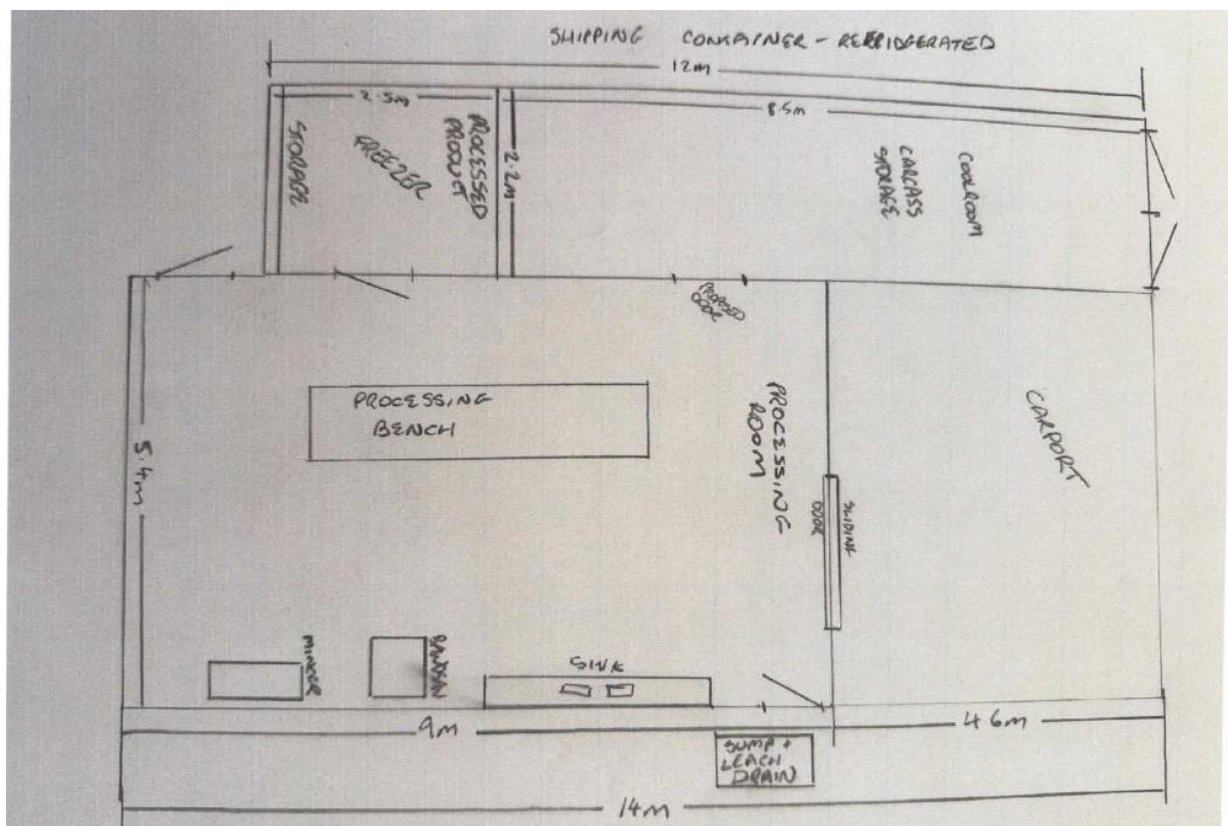 SHIPPING CONTAINER - REFRIDGERATED
12m
2.5m
8.5m
STORAGE
FREEZER
PROCESSED
PRODUCT
2.2m
CARCASS
STORAGE
COOLROOM
PROPOSED
DOOR
PROCESSING
BENCH
PROCESSING
ROOM
CARPORT
5.4m
SLIDING
DOOR
MINCER
BANDSAW
SINK
9m
4.6m
SUMP +
LEACH
DRAIN
14m